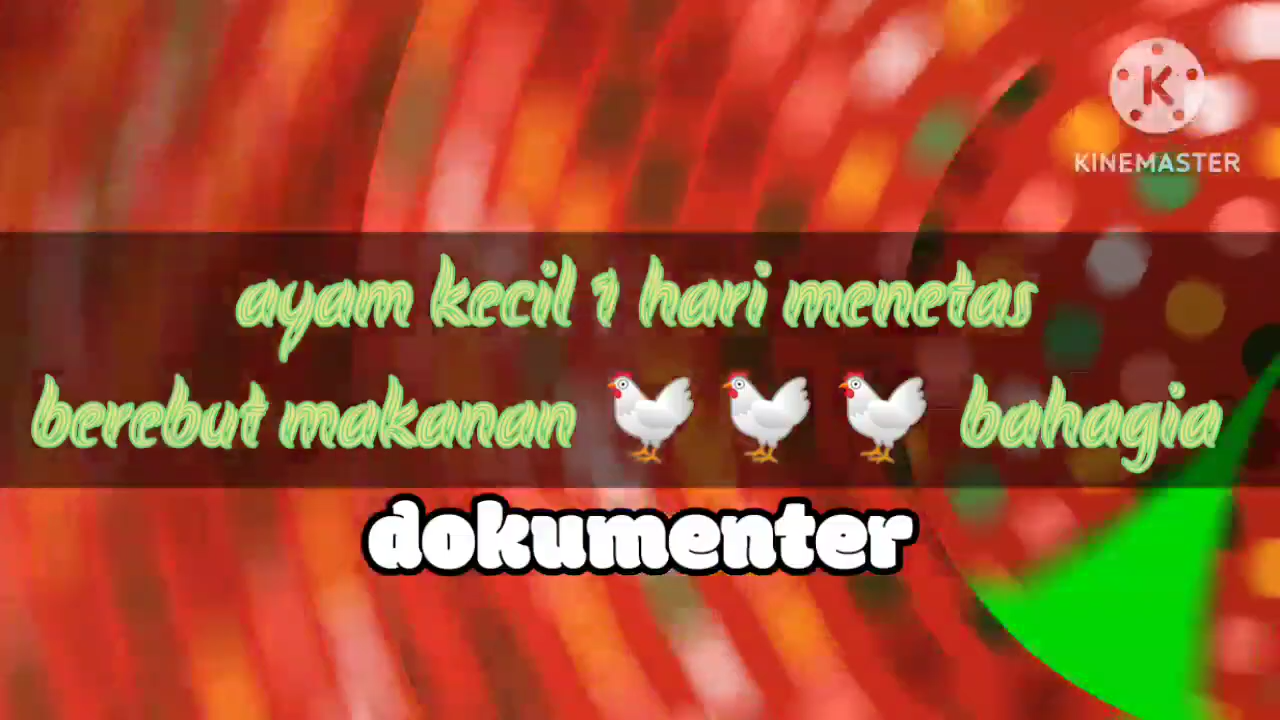 KINEMASTER
ayam kecil 1 hari menetas
berebut makanan 🐓 🐓 🐓 bahagia
dokumenter